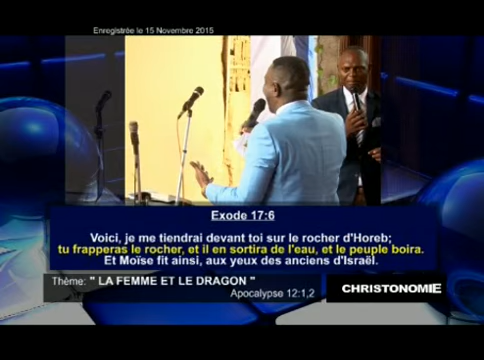 Enregistrée le 15 Novembre 2015
Exode 17:6
Voici, je me tiendrai devant toi sur le rocher d'Horeb;
tu frapperas le rocher, et il en sortira de l'eau, et le peuple boira.
Et Moïse fit ainsi, aux yeux des anciens d'Israël.
Thème: " LA FEMME ET LE DRAGON "
Apocalypse 12:1,2
CHRISTONOMIE